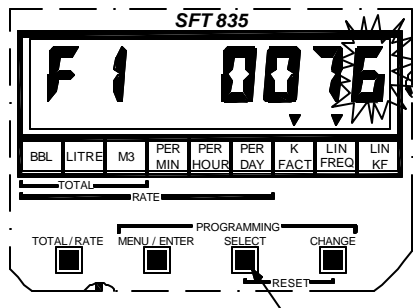 SFT 835
F1 0076
BBL LITRE M3 PER MIN PER HOUR PER DAY K FACT LIN FREQ LIN KF
TOTAL
RATE
PROGRAMMING
TOTAL / RATE MENU / ENTER SELECT CHANGE
RESET